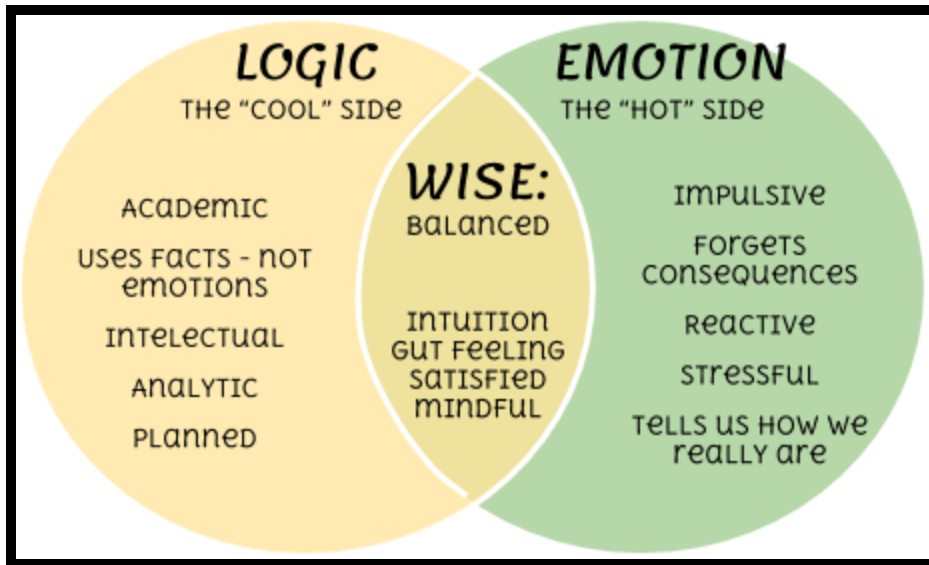 LOGIC
THE “COOL” SIDE
ACADEMIC
USES FACTS - NOT
EMOTIONS
INTELECTUAL
ANALYTIC
PLANNED
WISE:
BALANCED
INTUITION
GUT FEELING
SATISFIED
MINDFUL
EMOTION
THE “HOT” SIDE
IMPULSIVE
FORGETS
CONSEQUENCES
REACTIVE
STRESSFUL
TELLS US HOW WE
REALLY ARE